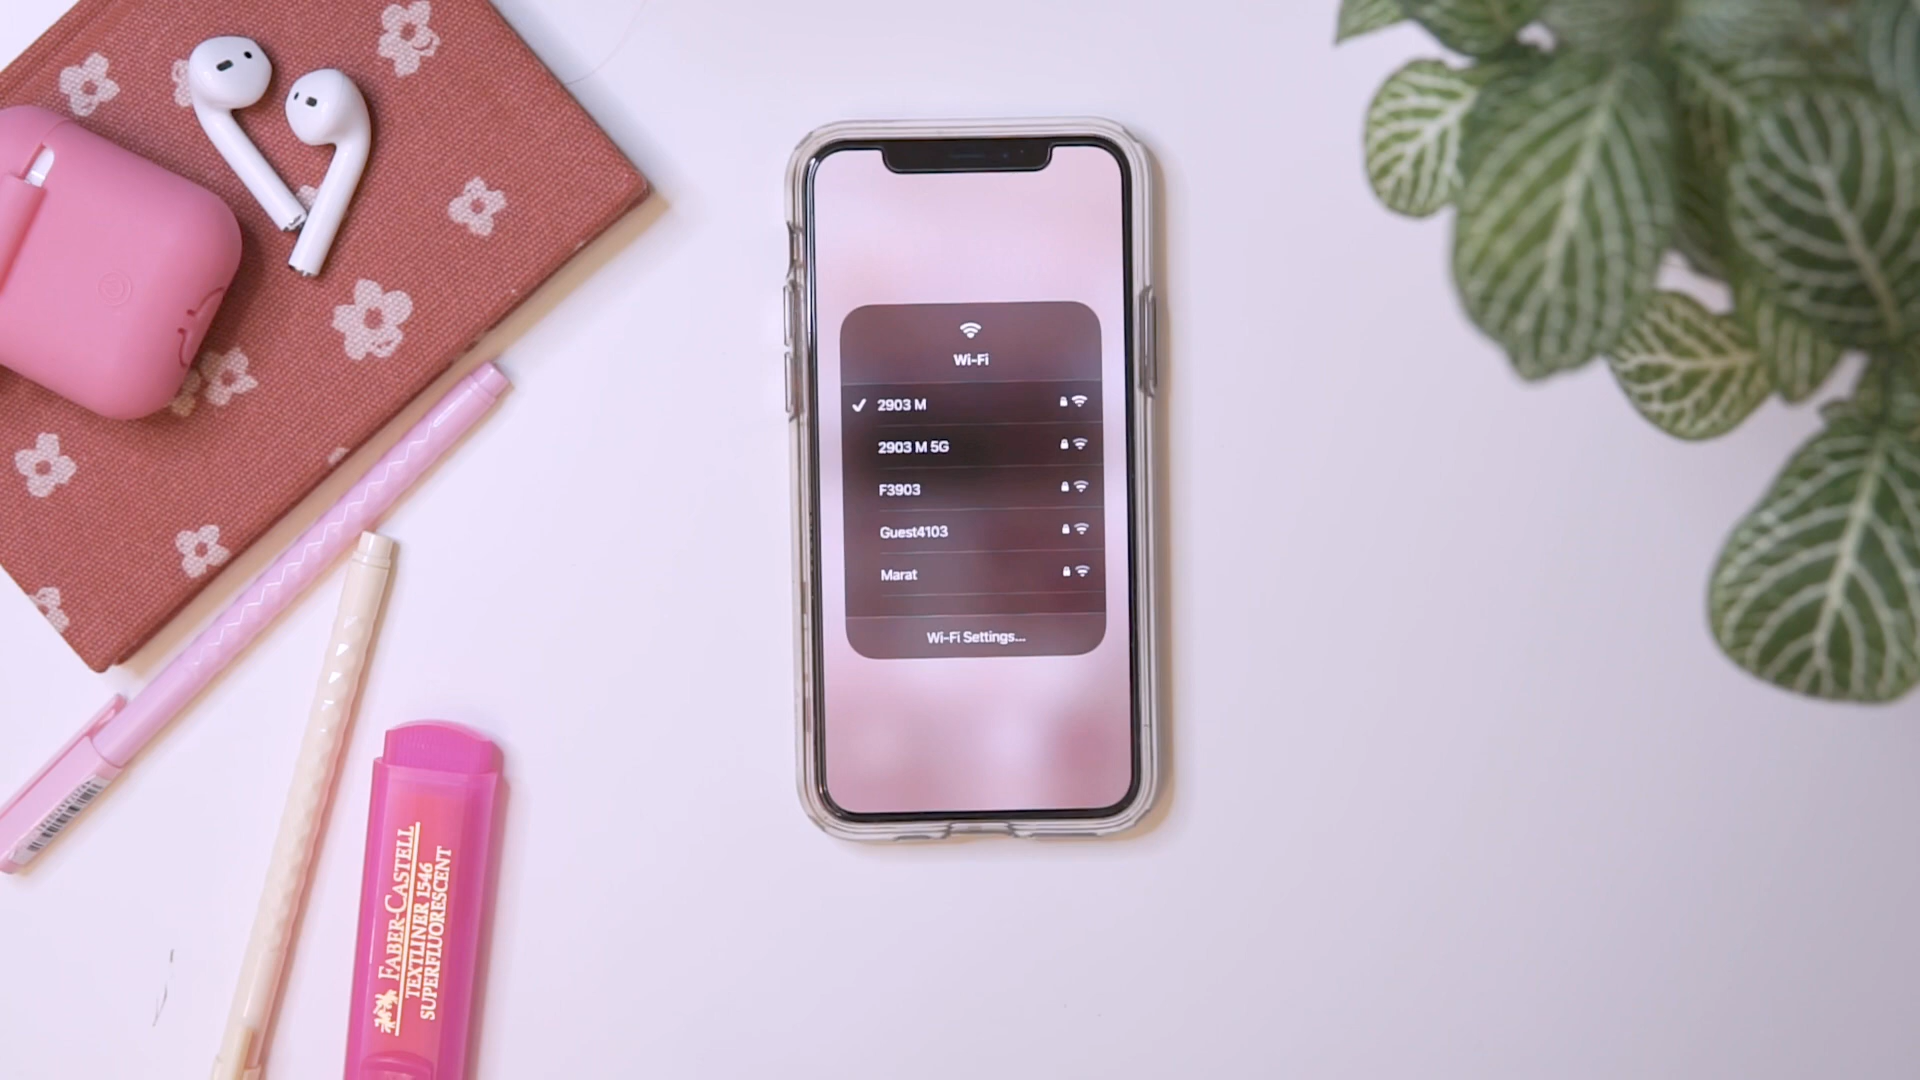 Wi-Fi
2903 M
2903 M 5G
F3903
Guest4103
Marat
Wi-Fi Settings...
FABER-CASTELL
TEXTLINER 1546
SUPERFLUORESCENT